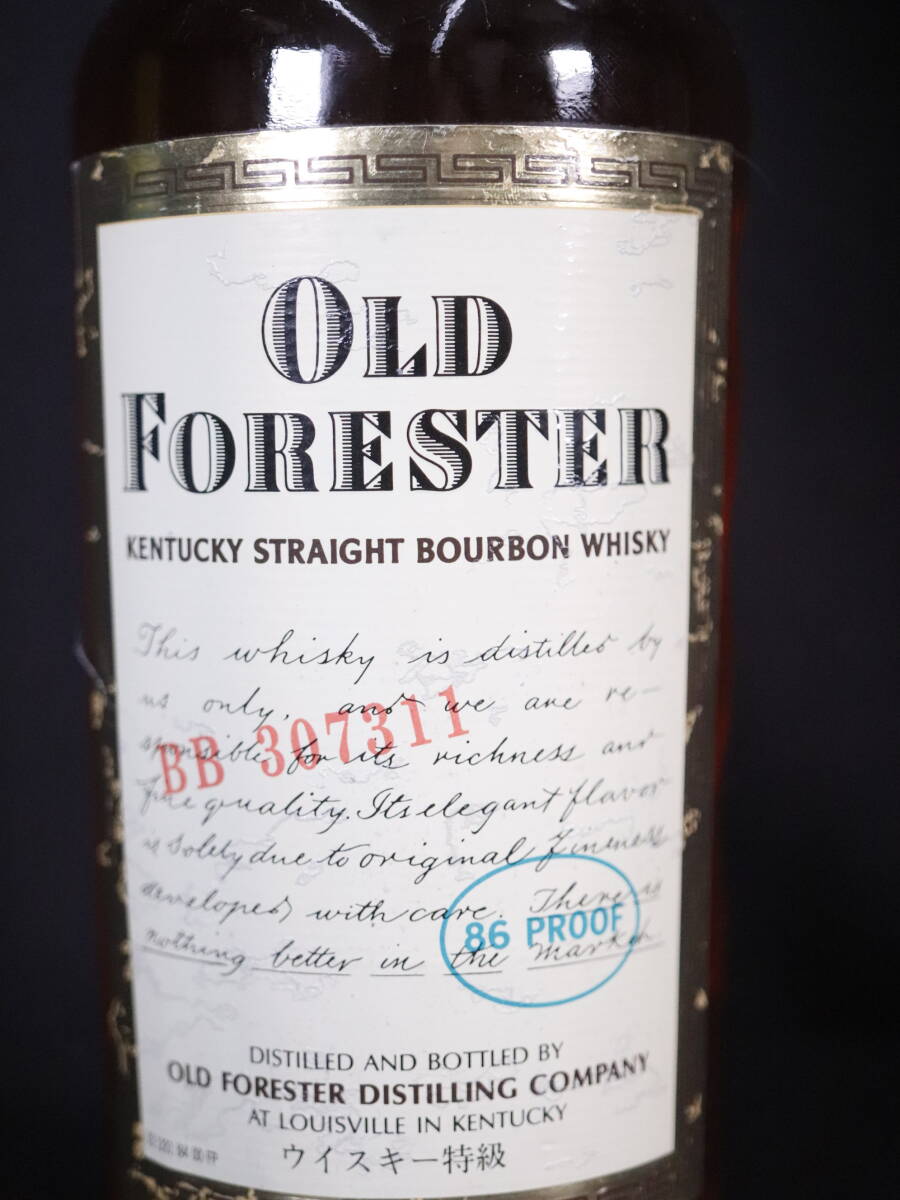 OLD
FORESTER
KENTUCKY STRAIGHT BOURBON WHISKY
This whisky is distilled by
us only, and we are re-
sponsible for its richness and
fine quality. Its elegant flavor
is solely due to original fineness
developed with care. There is
nothing better in the market.
BB 307311
86 PROOF
DISTILLED AND BOTTLED BY
OLD FORESTER DISTILLING COMPANY
AT LOUISVILLE IN KENTUCKY
ウイスキー特級